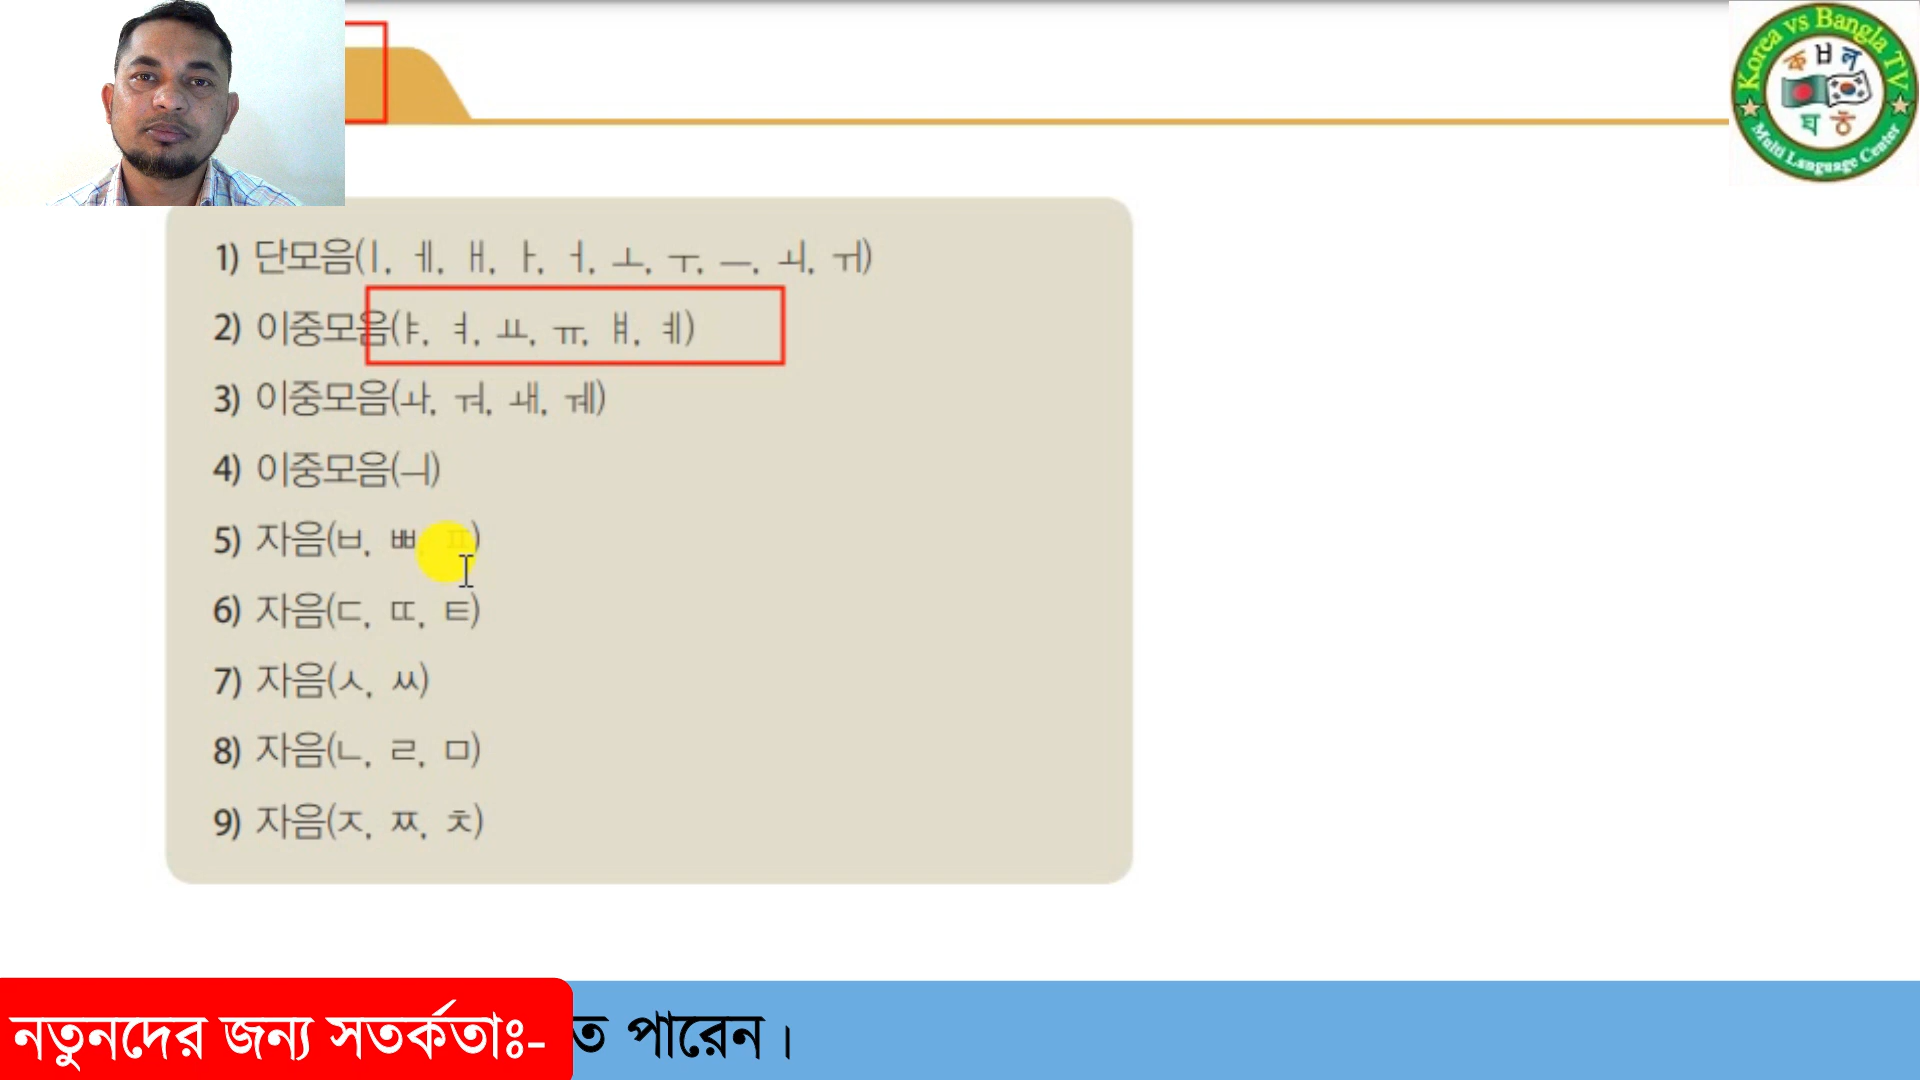 Korea vs Bangla TV
ক ㅂ ল
ঘ ㅎ
Multi Language Center
1) 단모음(ㅣ, ㅔ, ㅐ, ㅏ, ㅓ, ㅗ, ㅜ, ㅡ, ㅚ, ㅟ)
2) 이중모음(ㅑ, ㅕ, ㅛ, ㅠ, ㅒ, ㅖ)
3) 이중모음(ㅘ, ㅝ, ㅙ, ㅞ)
4) 이중모음(ㅢ)
5) 자음(ㅂ, ㅃ, ㅍ)
6) 자음(ㄷ, ㄸ, ㅌ)
7) 자음(ㅅ, ㅆ)
8) 자음(ㄴ, ㄹ, ㅁ)
9) 자음(ㅈ, ㅉ, ㅊ)
নতুনদের জন্য সতর্কতাঃ- ত পারেন।